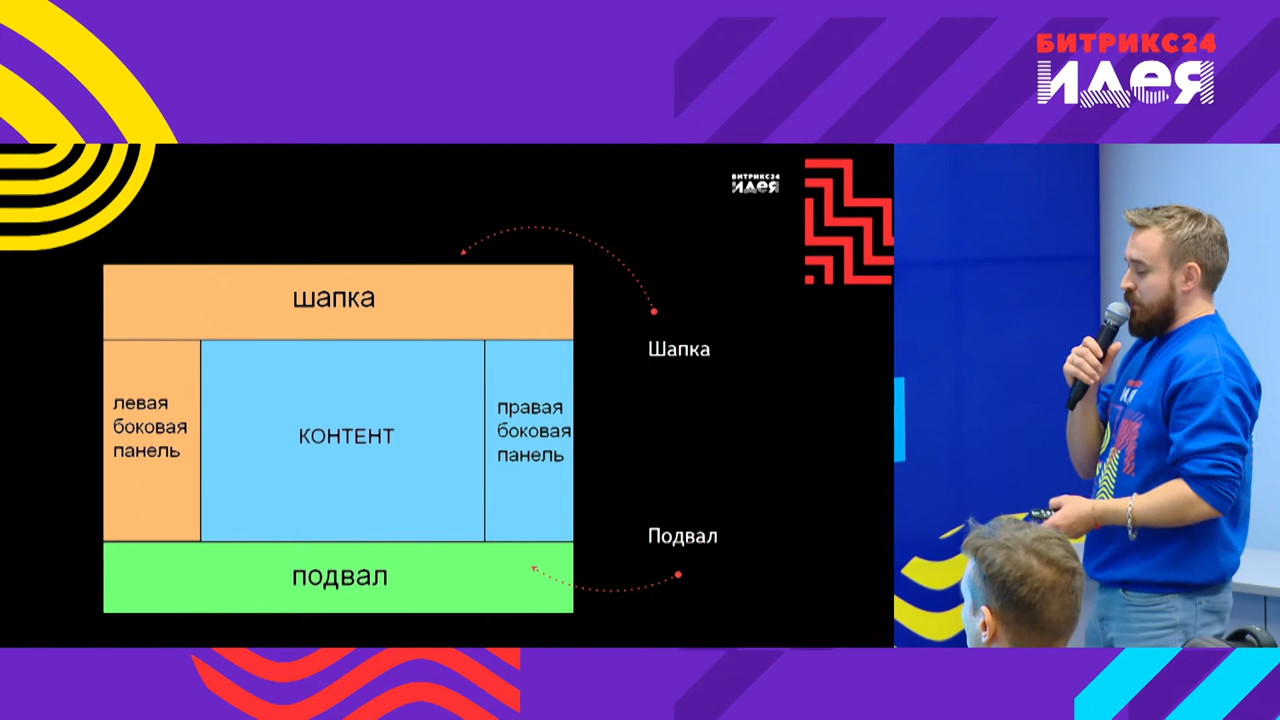 БИТРИКС24
идея
БИТРИКС24
идея
шапка
Шапка
левая
боковая
панель
КОНТЕНТ
правая
боковая
панель
Подвал
подвал